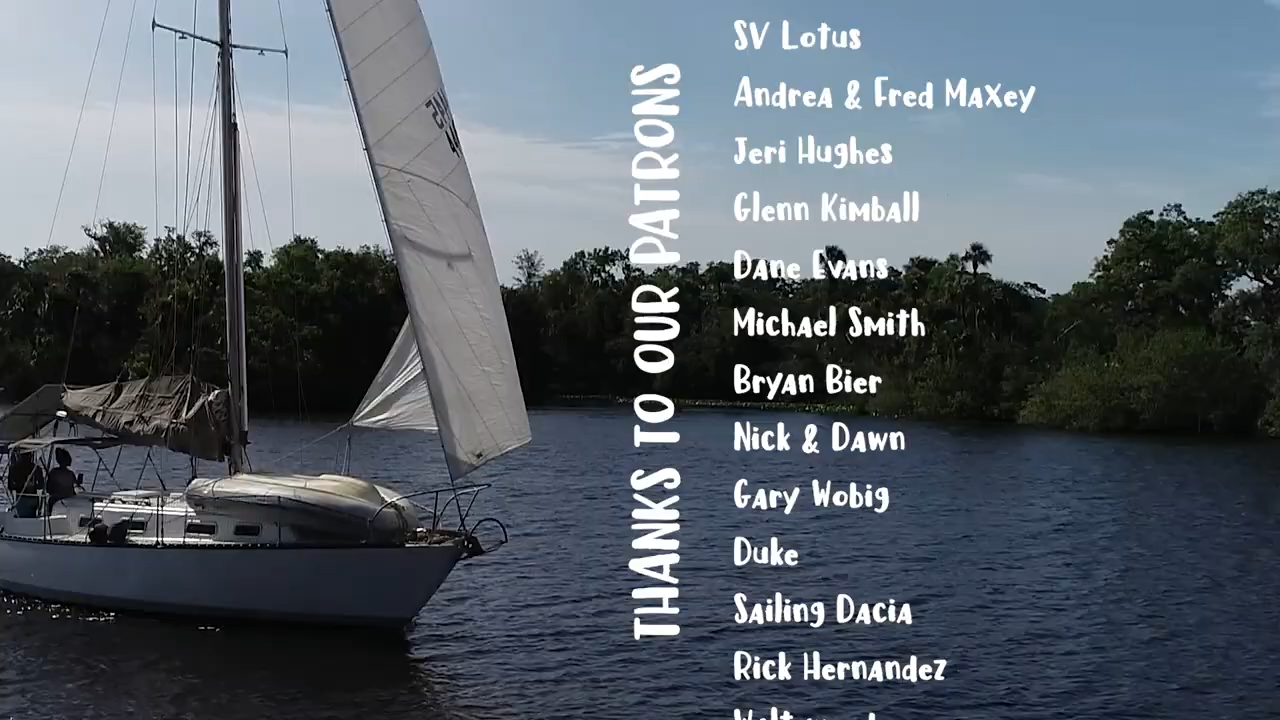 THANKS TO OUR PATRONS
SV Lotus
Andrea & Fred Maxey
Jeri Hughes
Glenn Kimball
Dane Evans
Michael Smith
Bryan Bier
Nick & Dawn
Gary Wobig
Duke
Sailing Dacia
Rick Hernandez